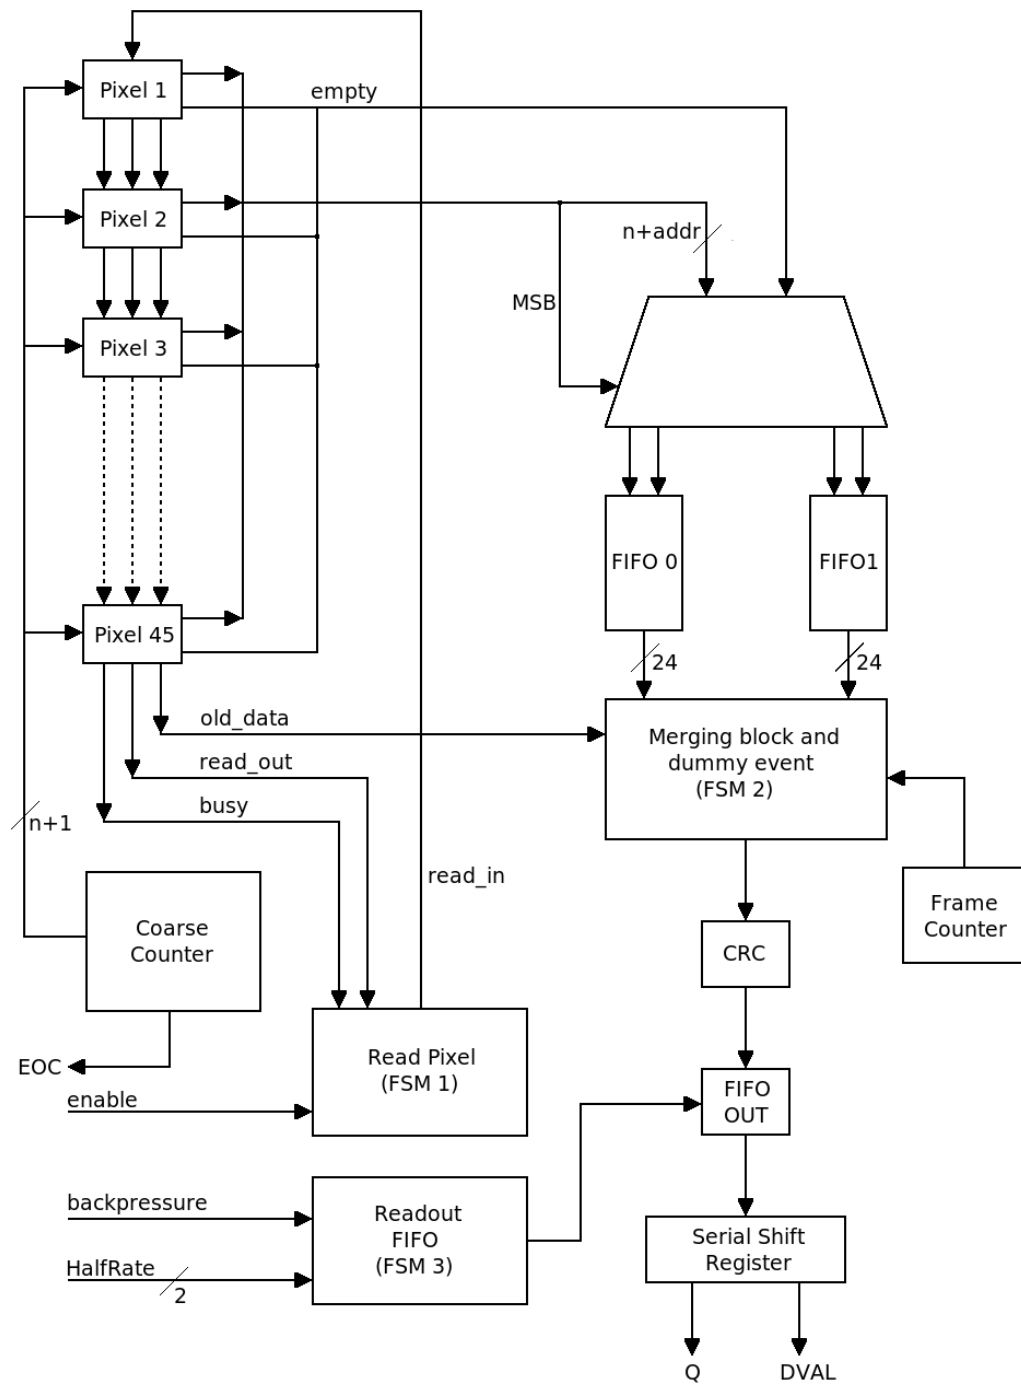 Pixel 1
empty
Pixel 2
n+addr
MSB
Pixel 3
FIFO 0
FIFO1
Pixel 45
24
24
old_data
Merging block and
dummy event
(FSM 2)
read_out
busy
n+1
read_in
Coarse
Counter
Frame
Counter
CRC
EOC
Read Pixel
(FSM 1)
enable
FIFO
OUT
backpressure
Readout
FIFO
(FSM 3)
HalfRate
2
Serial Shift
Register
Q
DVAL